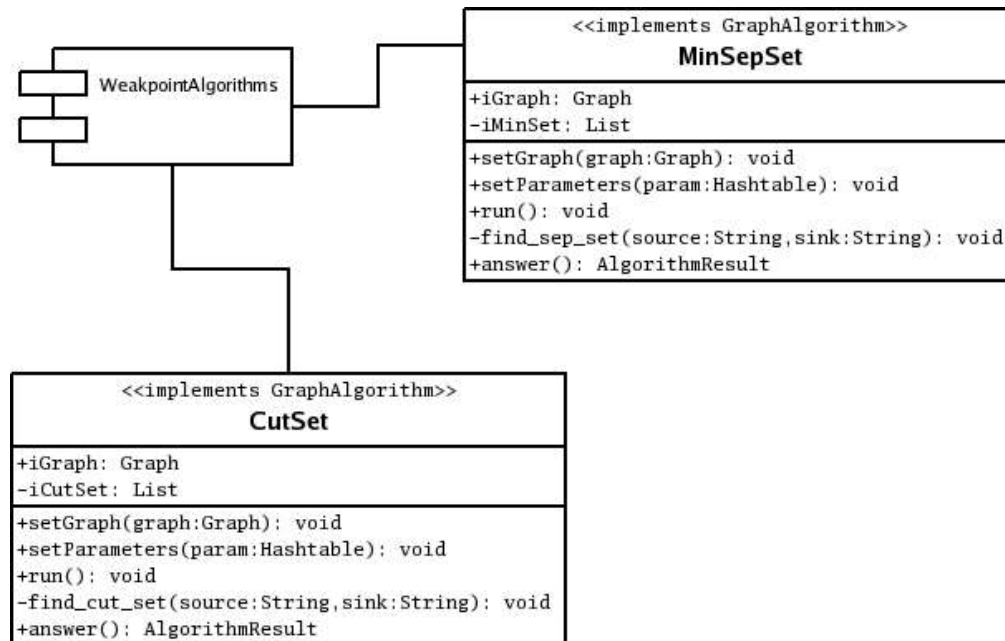 WeakpointAlgorithms
<<implements GraphAlgorithm>>
MinSepSet
+iGraph: Graph
-iMinSet: List
+setGraph(graph:Graph): void
+setParameters(param:Hashtable): void
+run(): void
-find_sep_set(source:String,sink:String): void
+answer(): AlgorithmResult
<<implements GraphAlgorithm>>
CutSet
+iGraph: Graph
-iCutSet: List
+setGraph(graph:Graph): void
+setParameters(param:Hashtable): void
+run(): void
-find_cut_set(source:String,sink:String): void
+answer(): AlgorithmResult